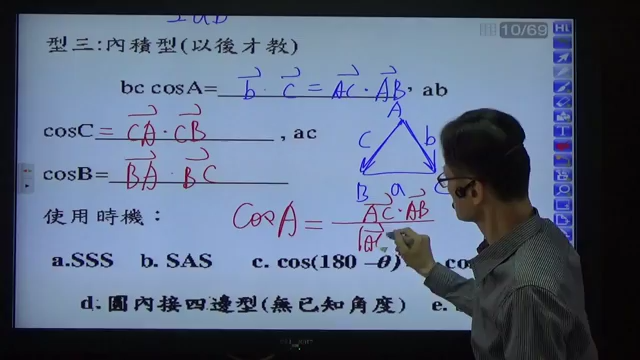 10/69
型三:內積型(以後才教)
bc cosA= b⃗ · c⃗ = AC⃗ · AB⃗, ab
cosC = CA⃗ · CB⃗ , ac
cosB= BA⃗ · BC⃗
A
c b
B a C
使用時機:
cosA = AC⃗ · AB⃗
|AC⃗
a.SSS b. SAS c. cos(180 −θ)
d. 圓內接四邊型(無已知角度) e.